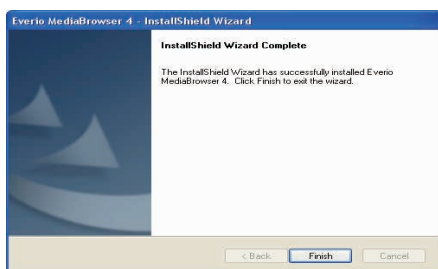 Everio MediaBrowser 4 - InstallShield Wizard
InstallShield Wizard Complete
The InstallShield Wizard has successfully installed Everio
MediaBrowser 4. Click Finish to exit the wizard.
< Back
Finish
Cancel